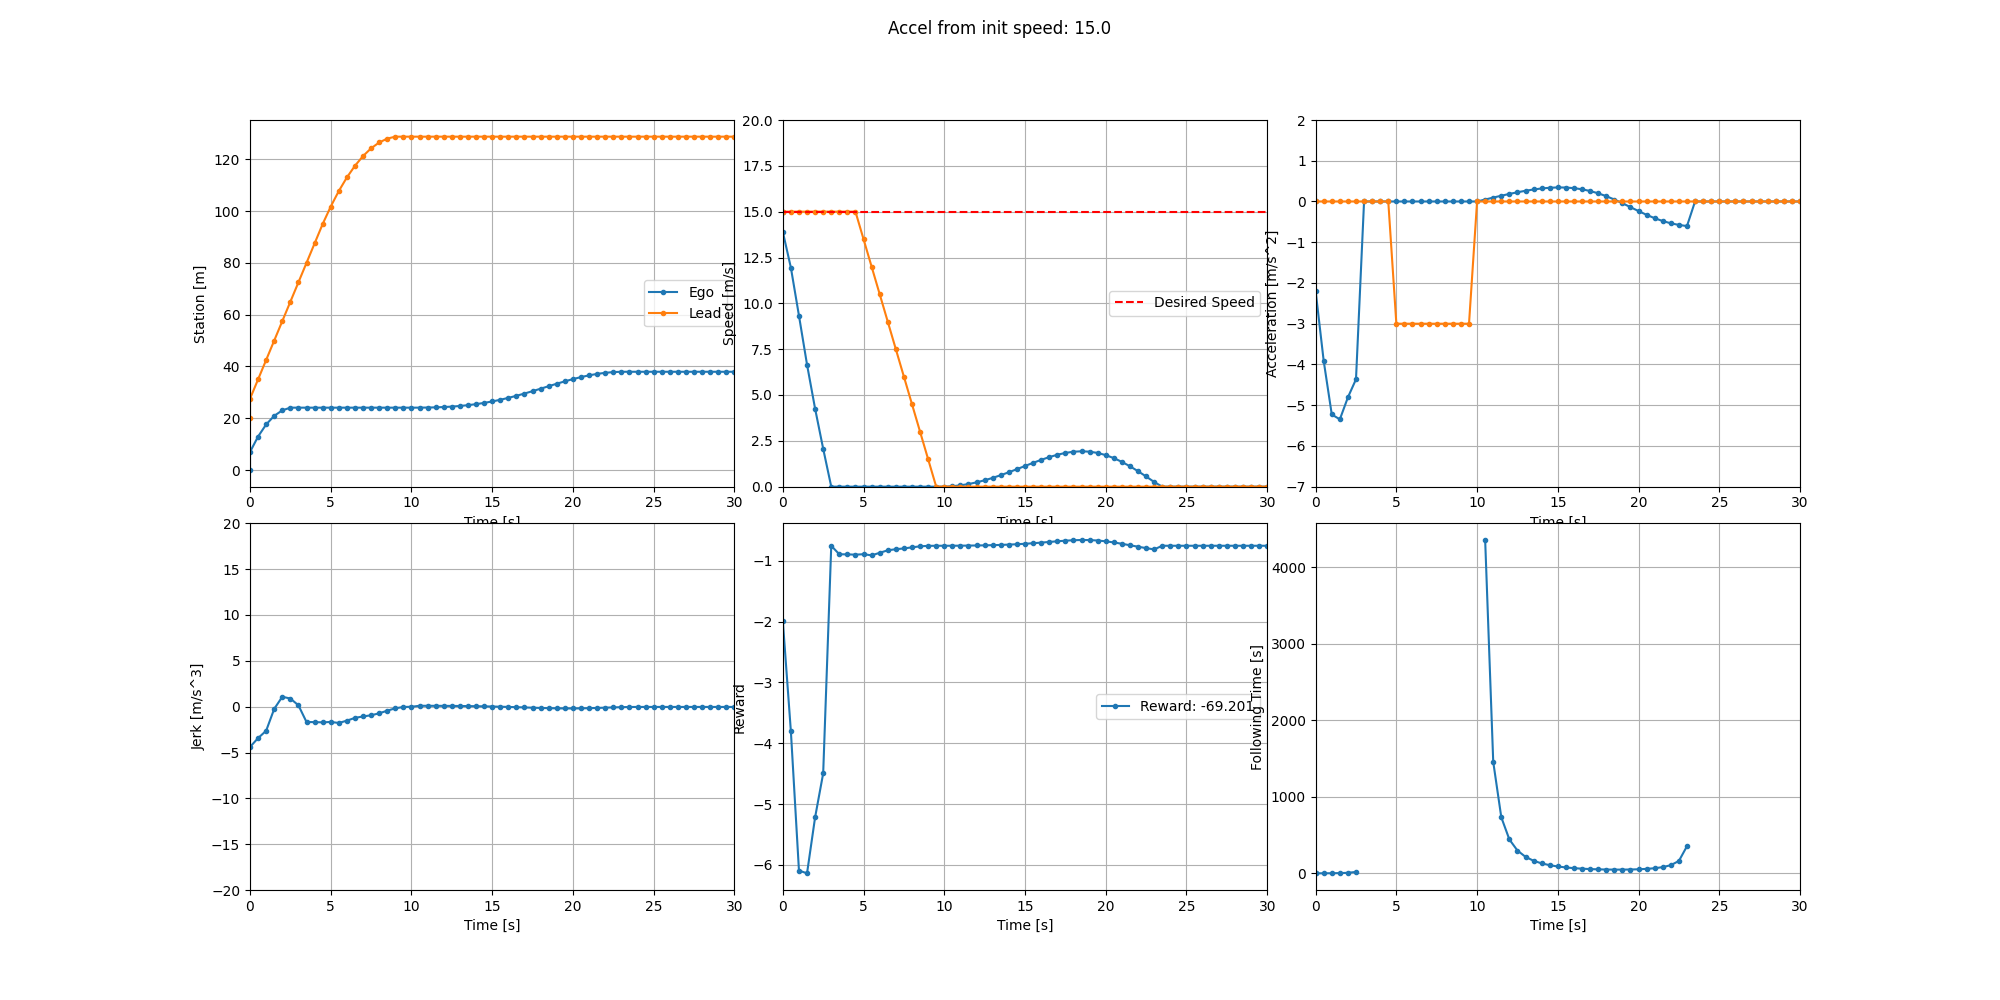 Accel from init speed: 15.0
Station [m]
120
100
80
60
40
20
0
0 5 10 15 20 25 30
Time [s]
Ego
Lead
Speed [m/s]
20.0
17.5
15.0
12.5
10.0
7.5
5.0
2.5
0.0
0 5 10 15 20 25 30
Time [s]
Desired Speed
Acceleration [m/s^2]
2
1
0
−1
−2
−3
−4
−5
−6
−7
0 5 10 15 20 25 30
Time [s]
Jerk [m/s^3]
20
15
10
5
0
−5
−10
−15
−20
0 5 10 15 20 25 30
Time [s]
Reward
−1
−2
−3
−4
−5
−6
0 5 10 15 20 25 30
Time [s]
Reward: -69.201
Following Time [s]
4000
3000
2000
1000
0
0 5 10 15 20 25 30
Time [s]